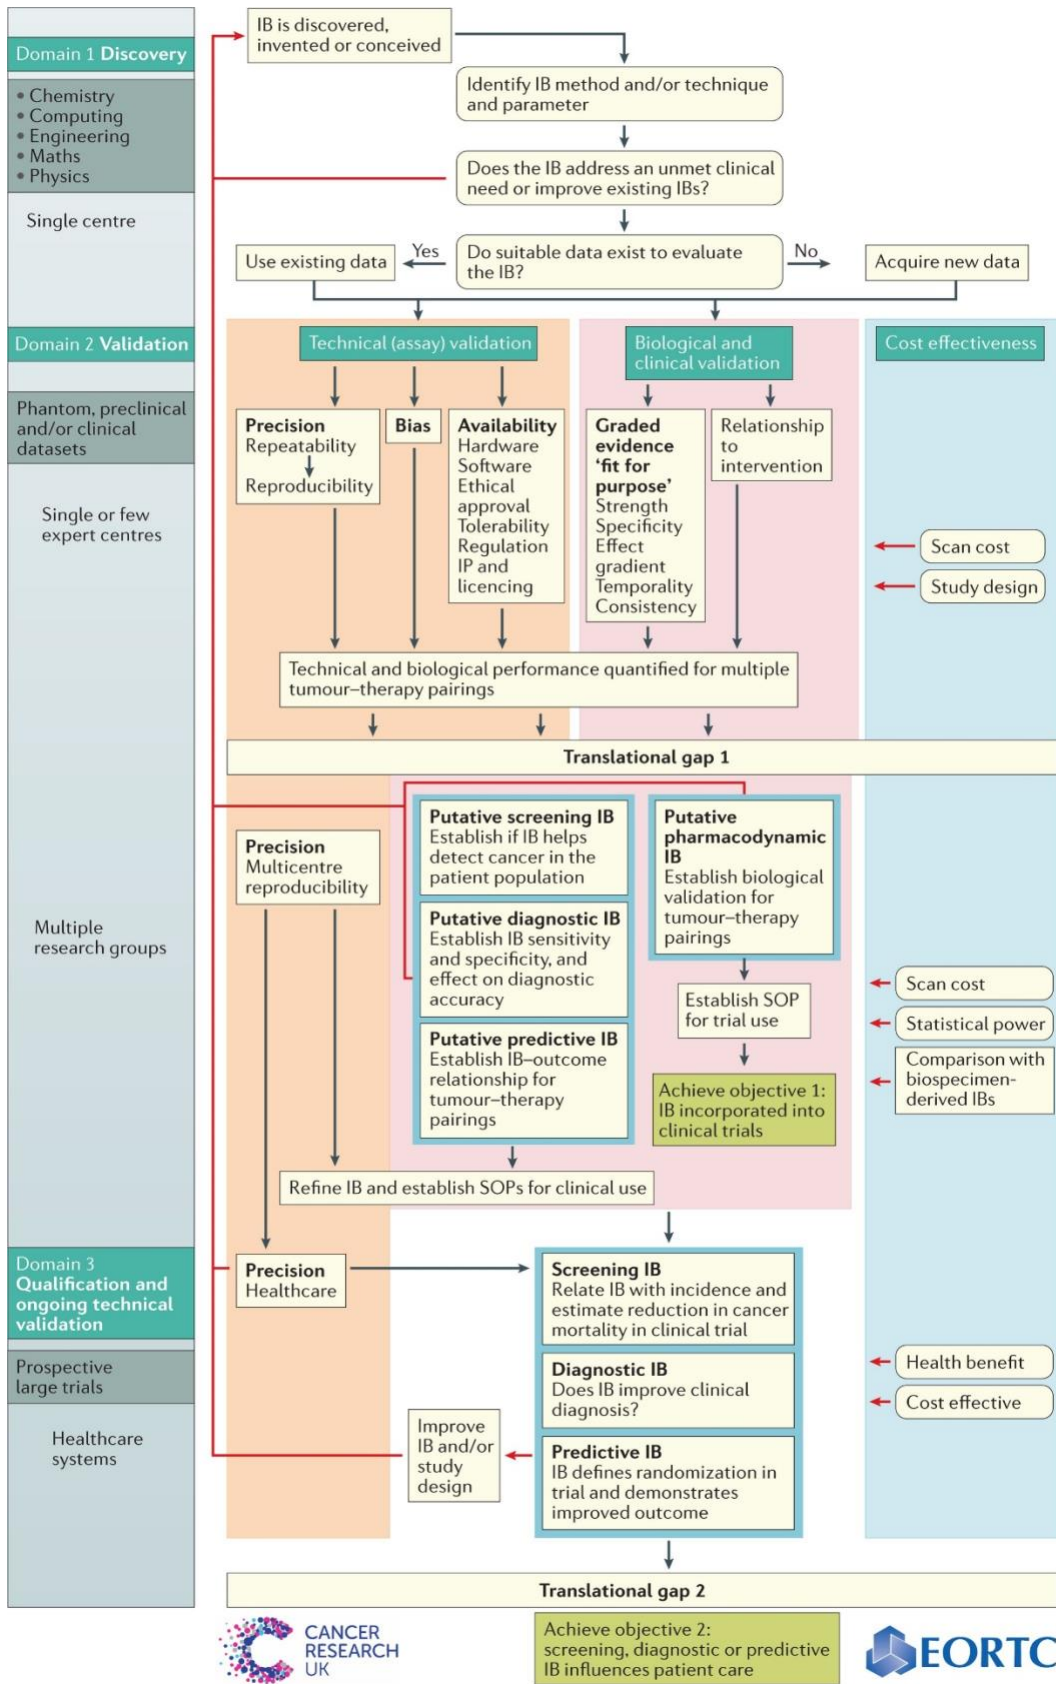 IB is discovered,
invented or conceived
Domain 1 Discovery
• Chemistry
• Computing
• Engineering
• Maths
• Physics
Single centre
Identify IB method and/or technique
and parameter
Does the IB address an unmet clinical
need or improve existing IBs?
Do suitable data exist to evaluate
the IB?
Yes
No
Use existing data
Acquire new data
Domain 2 Validation
Phantom, preclinical
and/or clinical
datasets
Single or few
expert centres
Technical (assay) validation
Biological and
clinical validation
Cost effectiveness
Precision
Repeatability
Reproducibility
Bias
Availability
Hardware
Software
Ethical
approval
Tolerability
Regulation
IP and
licencing
Graded
evidence
‘fit for
purpose’
Strength
Specificity
Effect
gradient
Temporality
Consistency
Relationship
to
intervention
Scan cost
Study design
Technical and biological performance quantified for multiple
tumour–therapy pairings
Translational gap 1
Multiple
research groups
Precision
Multicentre
reproducibility
Putative screening IB
Establish if IB helps
detect cancer in the
patient population
Putative diagnostic IB
Establish IB sensitivity
and specificity, and
effect on diagnostic
accuracy
Putative predictive IB
Establish IB–outcome
relationship for
tumour–therapy
pairings
Putative
pharmacodynamic
IB
Establish biological
validation for
tumour–therapy
pairings
Establish SOP
for trial use
Achieve objective 1:
IB incorporated into
clinical trials
Scan cost
Statistical power
Comparison with
biospecimen-
derived IBs
Refine IB and establish SOPs for clinical use
Domain 3
Qualification and
ongoing technical
validation
Prospective
large trials
Healthcare
systems
Precision
Healthcare
Screening IB
Relate IB with incidence and
estimate reduction in cancer
mortality in clinical trial
Diagnostic IB
Does IB improve clinical
diagnosis?
Predictive IB
IB defines randomization in
trial and demonstrates
improved outcome
Improve
IB and/or
study
design
Health benefit
Cost effective
Translational gap 2
CANCER
RESEARCH
UK
Achieve objective 2:
screening, diagnostic or predictive
IB influences patient care
EORTC